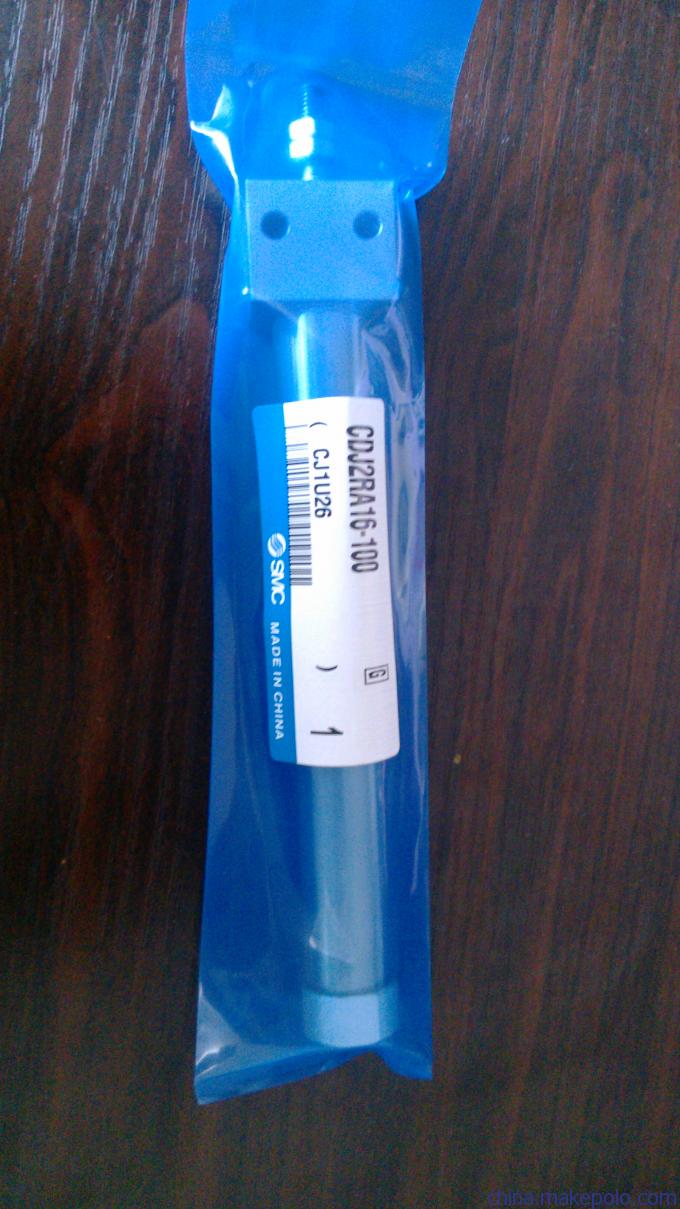 CDJ2RA16-100
G
( CJ1U26 )
1
SMC MADE IN CHINA
china.makepolo.com